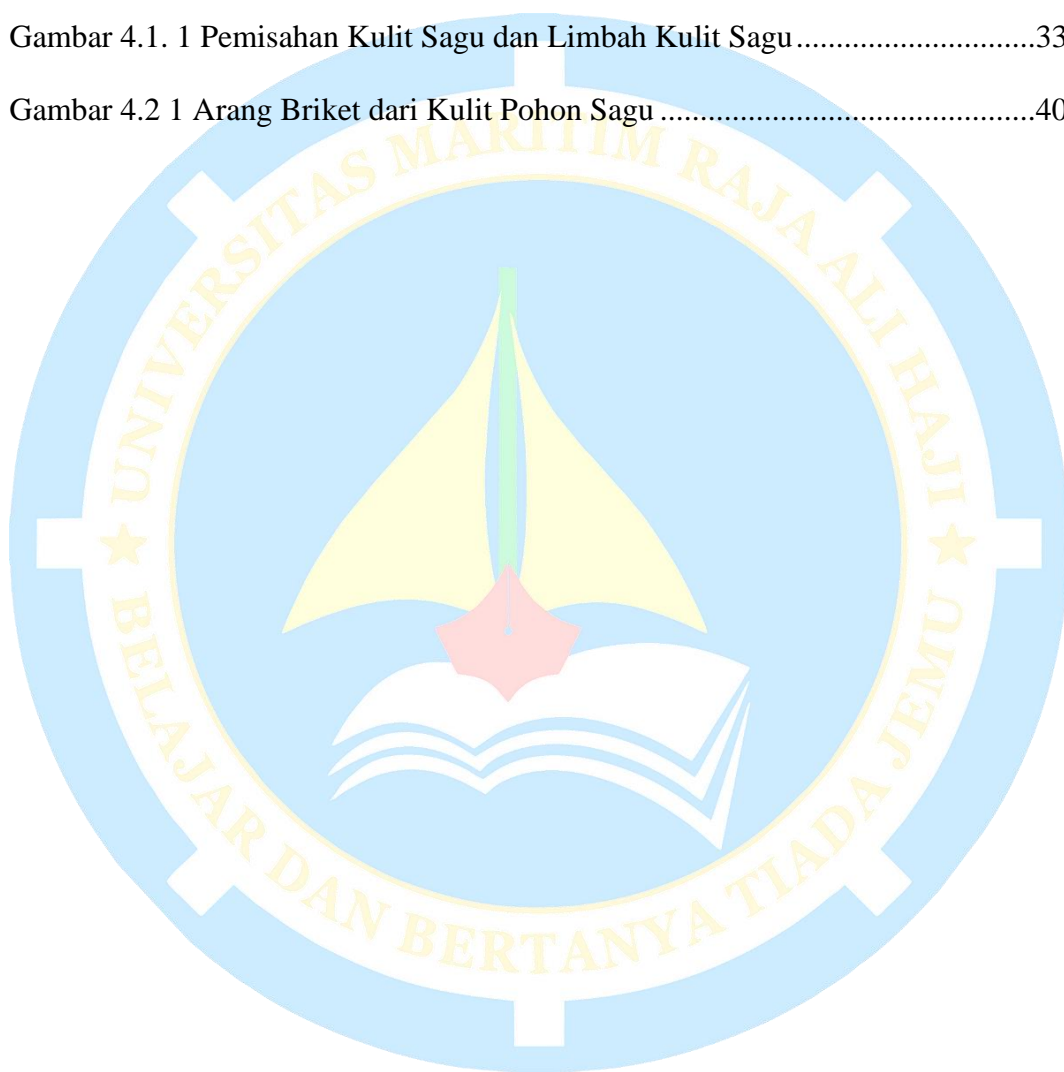 Gambar 4.1. 1 Pemisahan Kulit Sagu dan Limbah Kulit Sagu..............................33
Gambar 4.2 1 Arang Briket dari Kulit Pohon Sagu ...............................................40
UNIVERSITAS MARITIM RAJA ALI HAJI
BELAJAR DAN BERTANYA TIADA JEMU